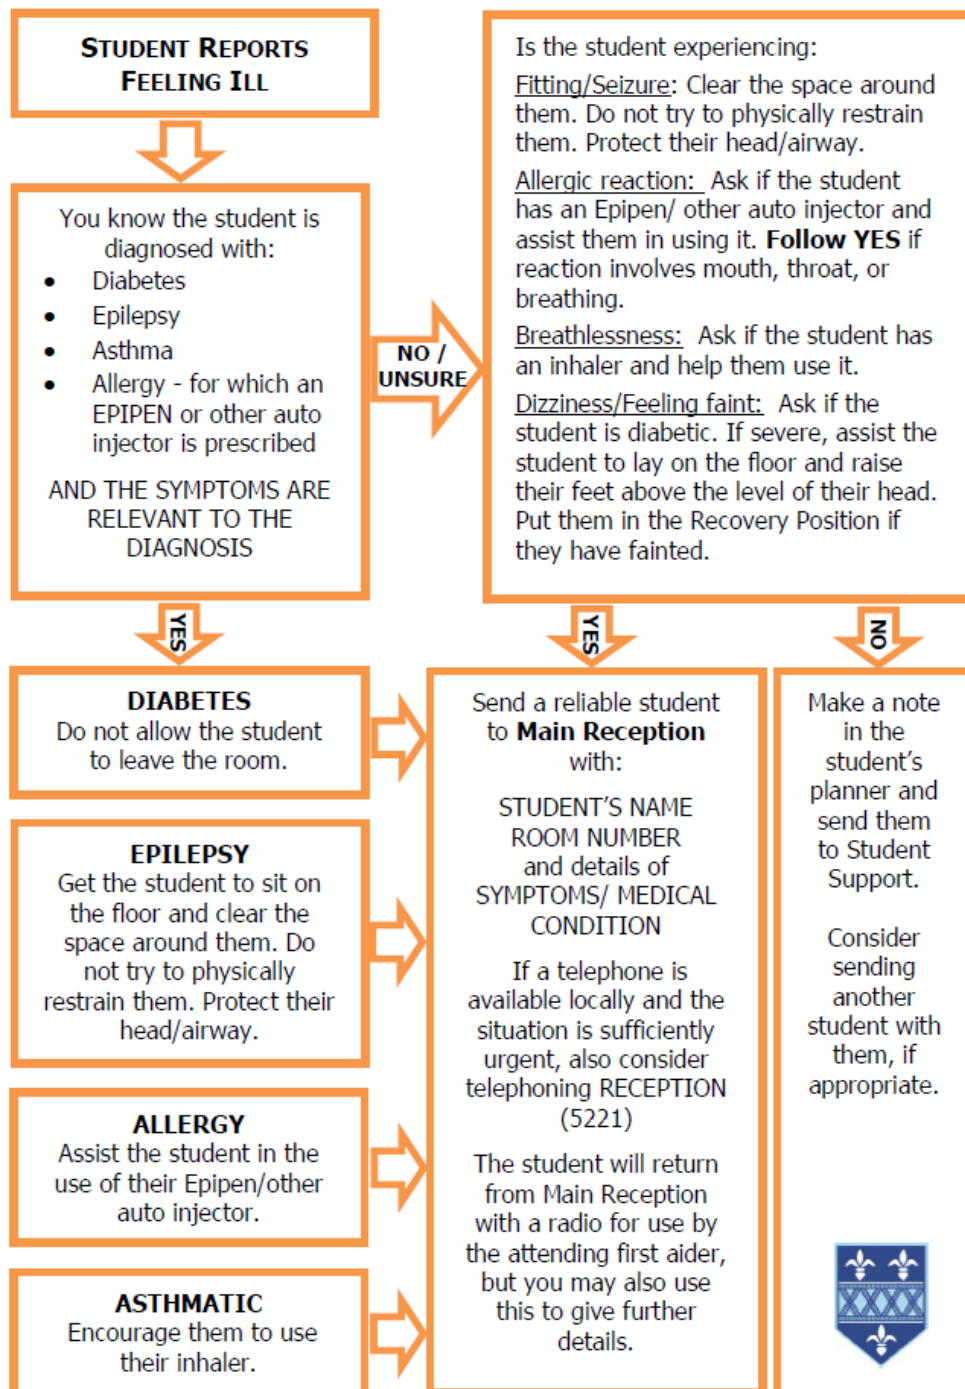 STUDENT REPORTS
FEELING ILL
You know the student is
diagnosed with:
• Diabetes
• Epilepsy
• Asthma
• Allergy - for which an
EPIPEN or other auto
injector is prescribed
AND THE SYMPTOMS ARE
RELEVANT TO THE
DIAGNOSIS
NO /
UNSURE
Is the student experiencing:
Fitting/Seizure: Clear the space around
them. Do not try to physically restrain
them. Protect their head/airway.
Allergic reaction: Ask if the student
has an Epipen/ other auto injector and
assist them in using it. Follow YES if
reaction involves mouth, throat, or
breathing.
Breathlessness: Ask if the student has
an inhaler and help them use it.
Dizziness/Feeling faint: Ask if the
student is diabetic. If severe, assist the
student to lay on the floor and raise
their feet above the level of their head.
Put them in the Recovery Position if
they have fainted.
YES
YES
NO
DIABETES
Do not allow the student
to leave the room.
EPILEPSY
Get the student to sit on
the floor and clear the
space around them. Do
not try to physically
restrain them. Protect their
head/airway.
ALLERGY
Assist the student in the
use of their Epipen/other
auto injector.
ASTHMATIC
Encourage them to use
their inhaler.
Send a reliable student
to Main Reception
with:
STUDENT'S NAME
ROOM NUMBER
and details of
SYMPTOMS/ MEDICAL
CONDITION
If a telephone is
available locally and the
situation is sufficiently
urgent, also consider
telephoning RECEPTION
(5221)
The student will return
from Main Reception
with a radio for use by
the attending first aider,
but you may also use
this to give further
details.
Make a note
in the
student's
planner and
send them
to Student
Support.
Consider
sending
another
student with
them, if
appropriate.